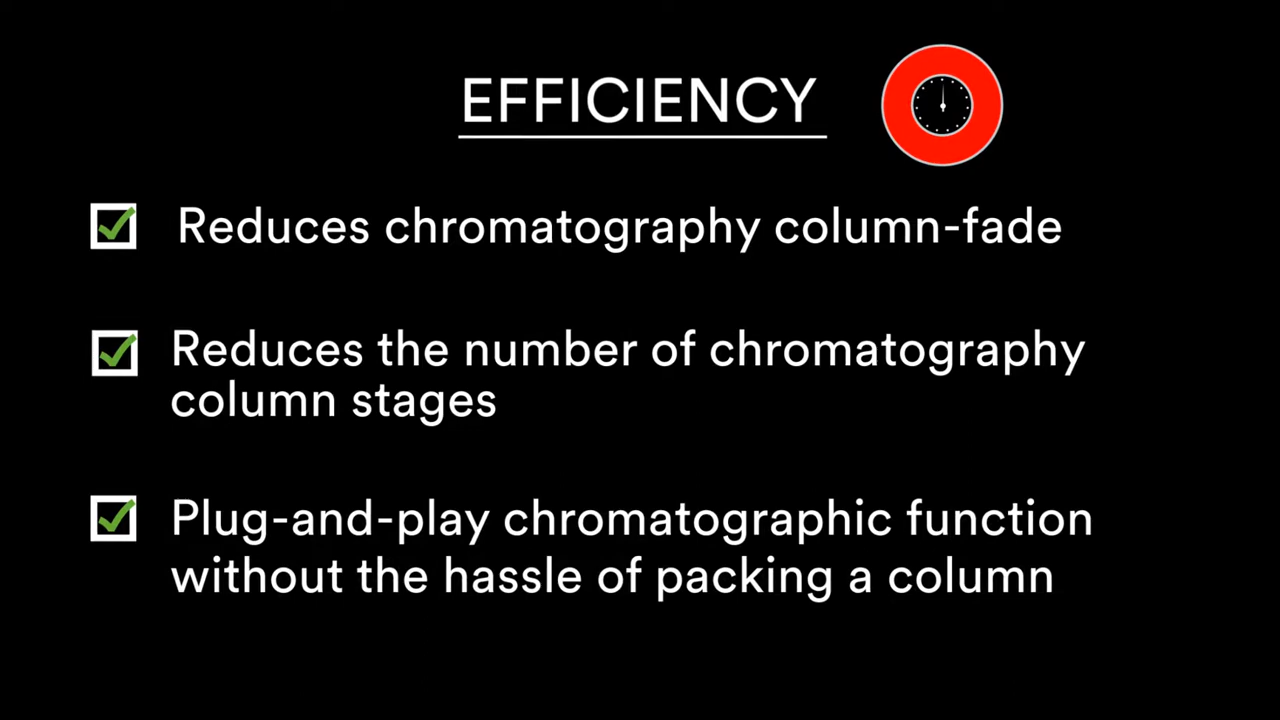 EFFICIENCY
Reduces chromatography column-fade
Reduces the number of chromatography
column stages
Plug-and-play chromatographic function
without the hassle of packing a column